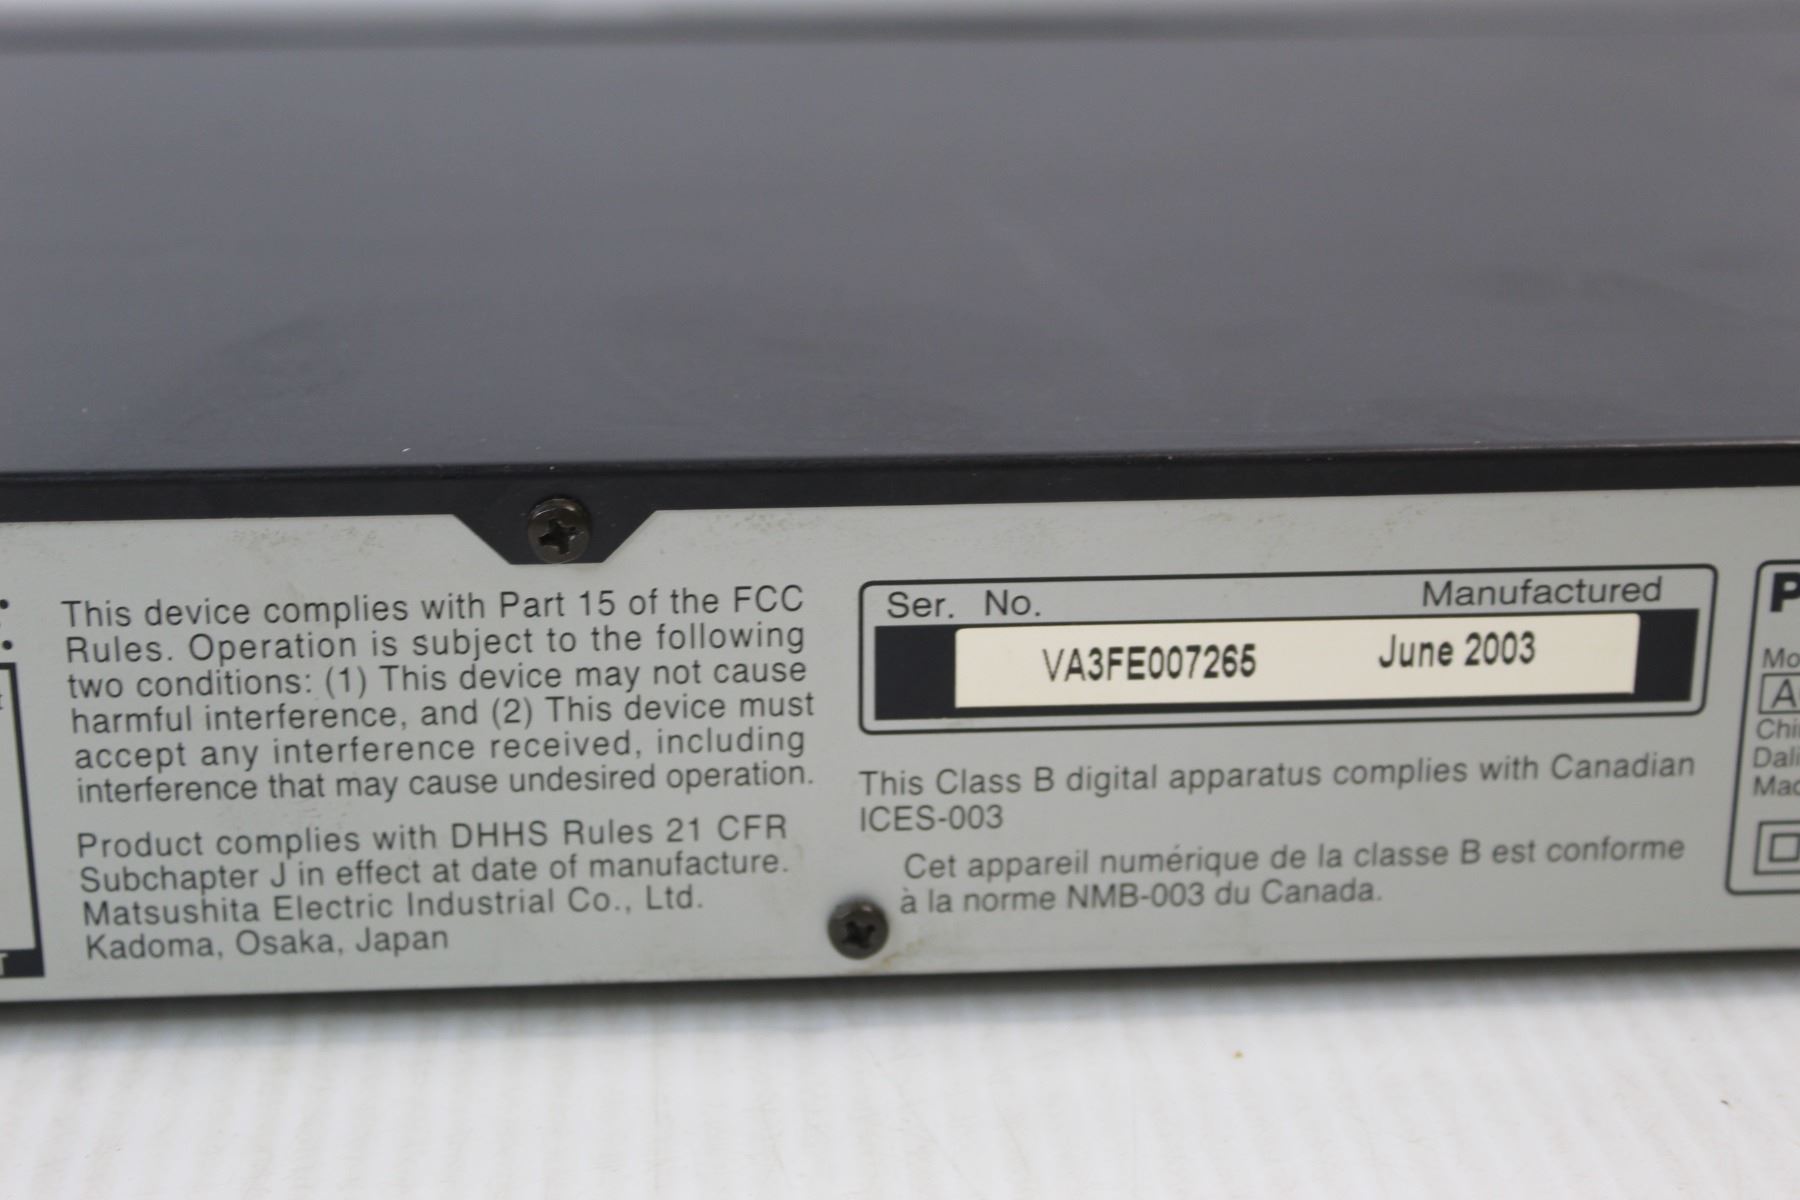 This device complies with Part 15 of the FCC
Rules. Operation is subject to the following
two conditions: (1) This device may not cause
harmful interference, and (2) This device must
accept any interference received, including
interference that may cause undesired operation.
Product complies with DHHS Rules 21 CFR
Subchapter J in effect at date of manufacture.
Matsushita Electric Industrial Co., Ltd.
Kadoma, Osaka, Japan
Ser. No. Manufactured
VA3FE007265 June 2003
This Class B digital apparatus complies with Canadian
ICES-003
Cet appareil numérique de la classe B est conforme
à la norme NMB-003 du Canada.